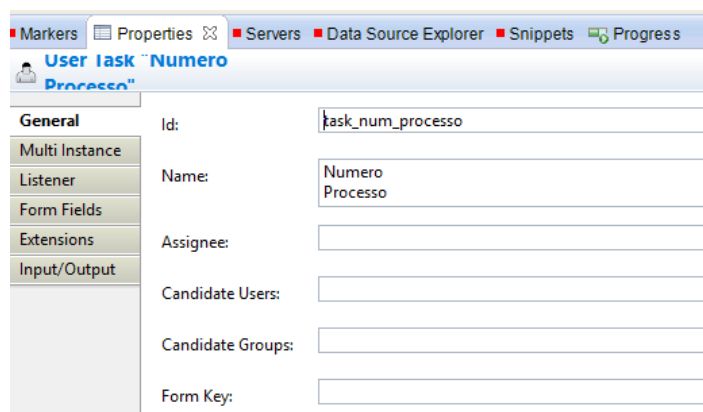 Markers Properties Servers Data Source Explorer Snippets Progress
User Task "Numero
Processo"
General
Multi Instance
Listener
Form Fields
Extensions
Input/Output
Id: task_num_processo
Name: Numero
Processo
Assignee:
Candidate Users:
Candidate Groups:
Form Key: